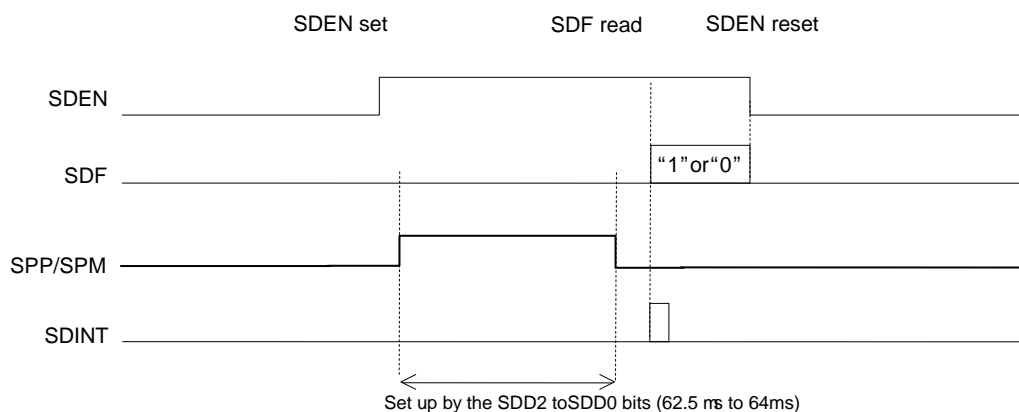 SDEN set SDF read SDEN reset
SDEN
SDF
“1”or“0”
SPP/SPM
SDINT
Set up by the SDD2 toSDD0 bits (62.5 ms to 64ms)